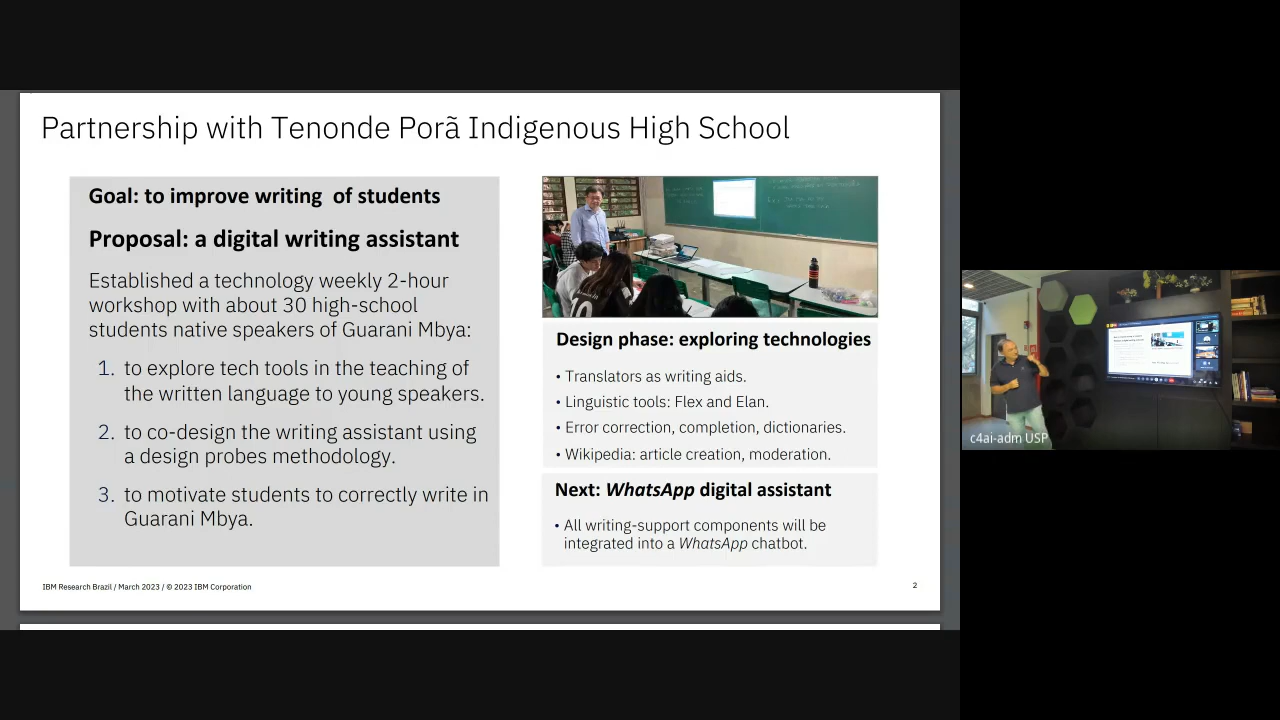 Partnership with Tenonde Porã Indigenous High School
Goal: to improve writing of students
Proposal: a digital writing assistant
Established a technology weekly 2-hour
workshop with about 30 high-school
students native speakers of Guarani Mbya:
1. to explore tech tools in the teaching of
the written language to young speakers.
2. to co-design the writing assistant using
a design probes methodology.
3. to motivate students to correctly write in
Guarani Mbya.
Design phase: exploring technologies
• Translators as writing aids.
• Linguistic tools: Flex and Elan.
• Error correction, completion, dictionaries.
• Wikipedia: article creation, moderation.
Next: WhatsApp digital assistant
• All writing-support components will be
integrated into a WhatsApp chatbot.
IBM Research Brazil / March 2023 / © 2023 IBM Corporation
2
c4ai-adm USP